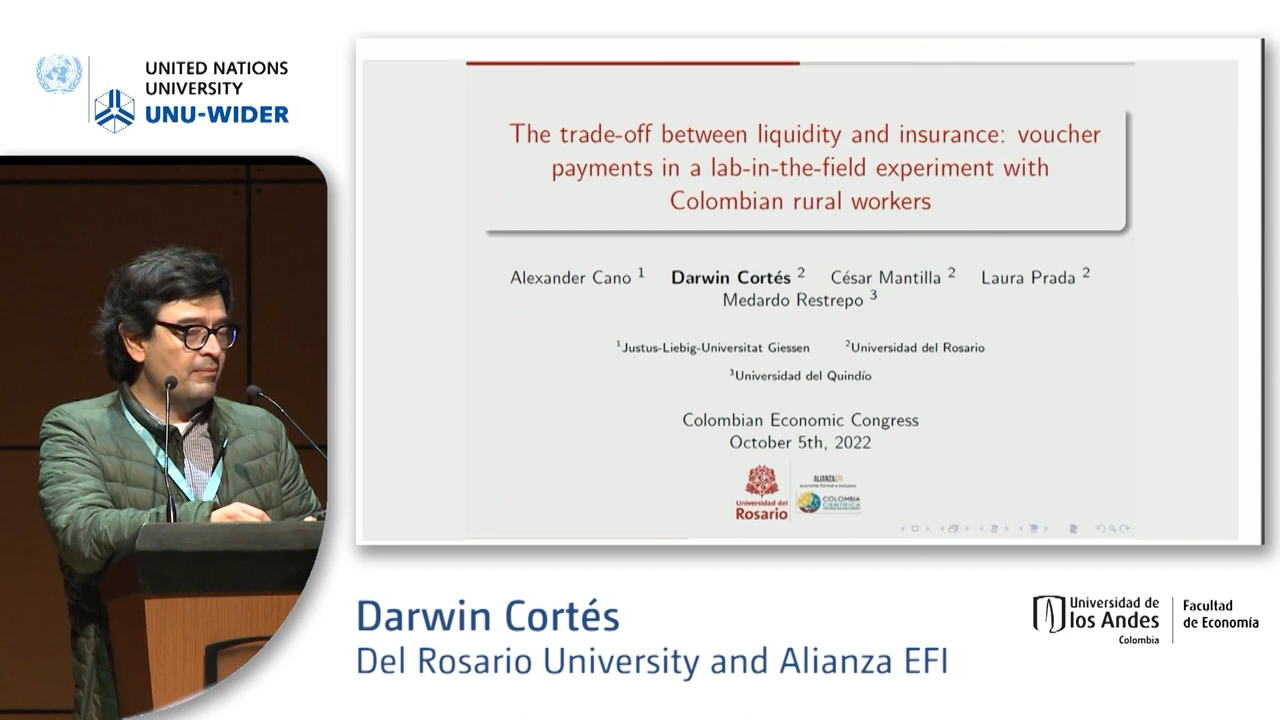 UNITED NATIONS
UNIVERSITY
UNU-WIDER
The trade-off between liquidity and insurance: voucher
payments in a lab-in-the-field experiment with
Colombian rural workers
Alexander Cano 1 Darwin Cortés 2 César Mantilla 2 Laura Prada 2
Medardo Restrepo 3
1Justus-Liebig-Universitat Giessen 2Universidad del Rosario
3Universidad del Quindío
Colombian Economic Congress
October 5th, 2022
Universidad del
Rosario
ALIANZAEFI
COLOMBIA
CIENTÍFICA
Darwin Cortés
Del Rosario University and Alianza EFI
Universidad de
los Andes
Colombia
Facultad
de Economía